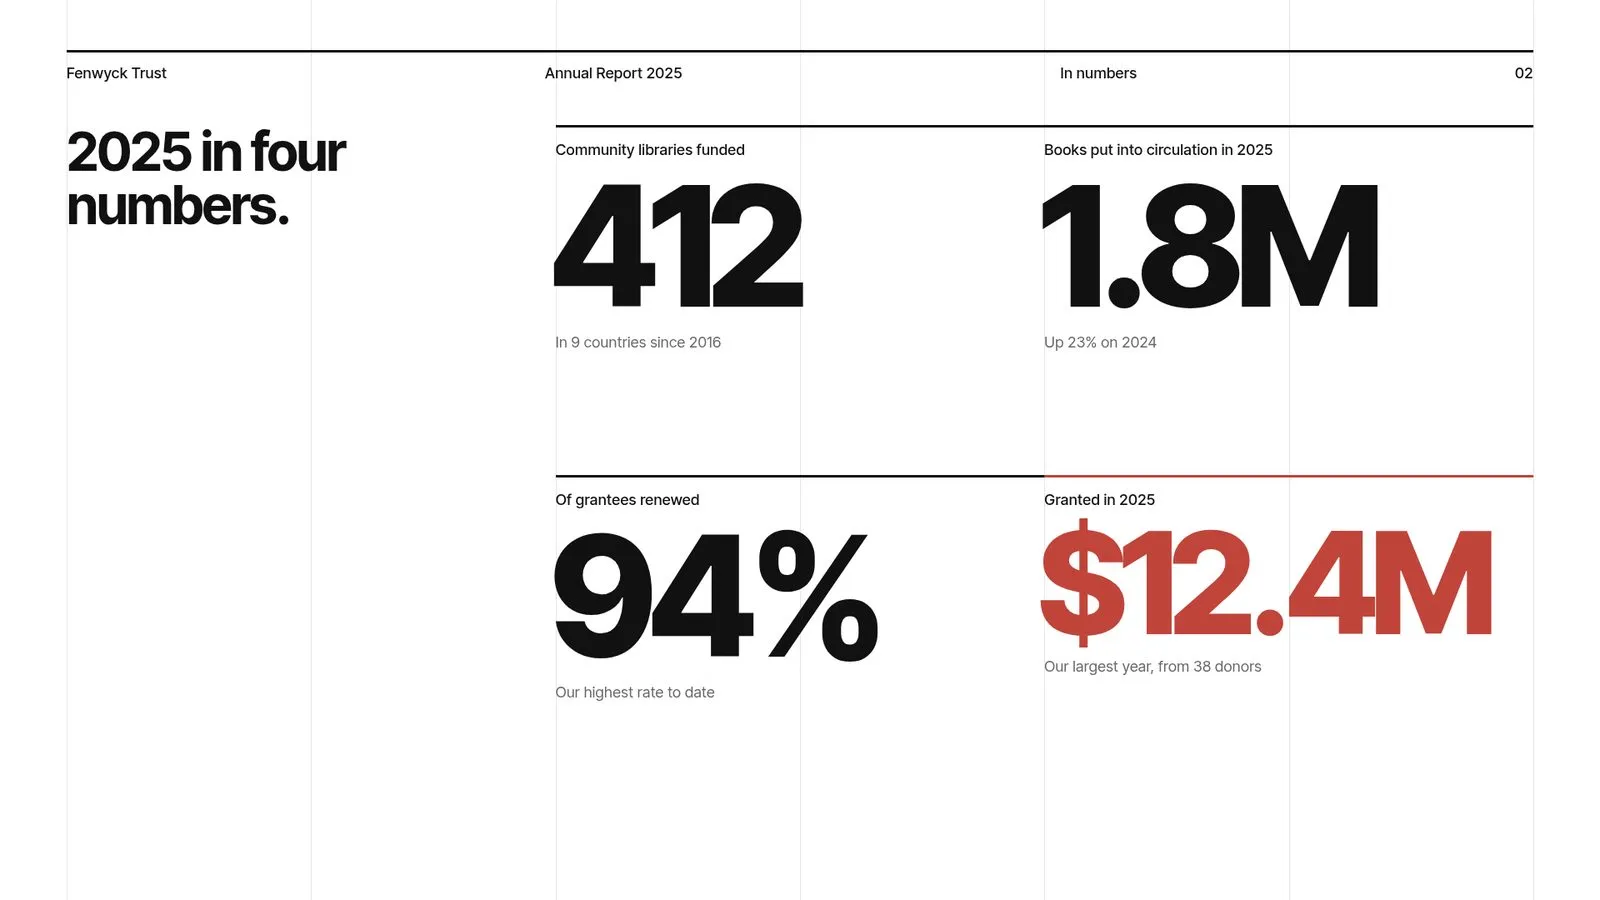 Fenwyck Trust
Annual Report 2025
In numbers
02
2025 in four
numbers.
Community libraries funded
412
In 9 countries since 2016
Books put into circulation in 2025
1.8M
Up 23% on 2024
Of grantees renewed
94%
Our highest rate to date
Granted in 2025
$12.4M
Our largest year, from 38 donors